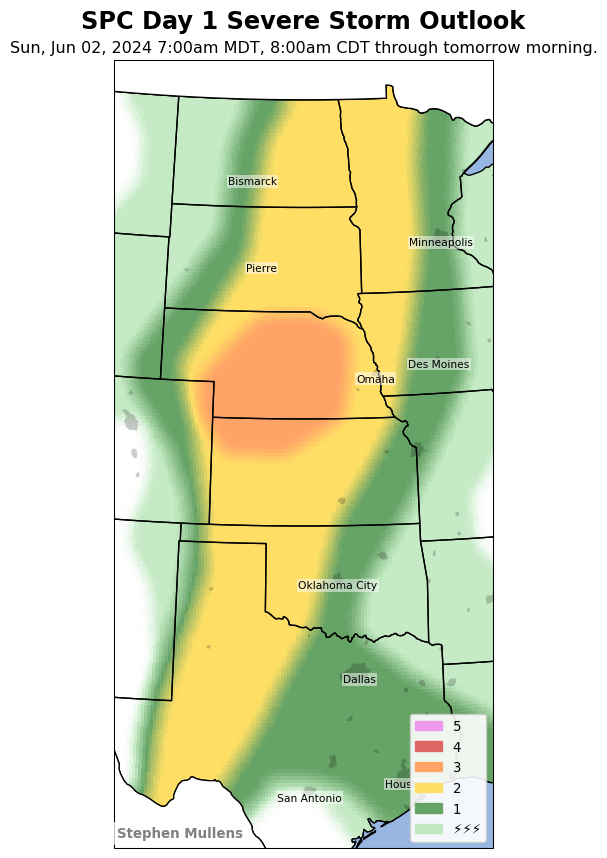 SPC Day 1 Severe Storm Outlook
Sun, Jun 02, 2024 7:00am MDT, 8:00am CDT through tomorrow morning.
Bismarck
Minneapolis
Pierre
Des Moines
Omaha
Oklahoma City
Dallas
5
4
3
2
1
⚡⚡⚡
Hous
San Antonio
Stephen Mullens